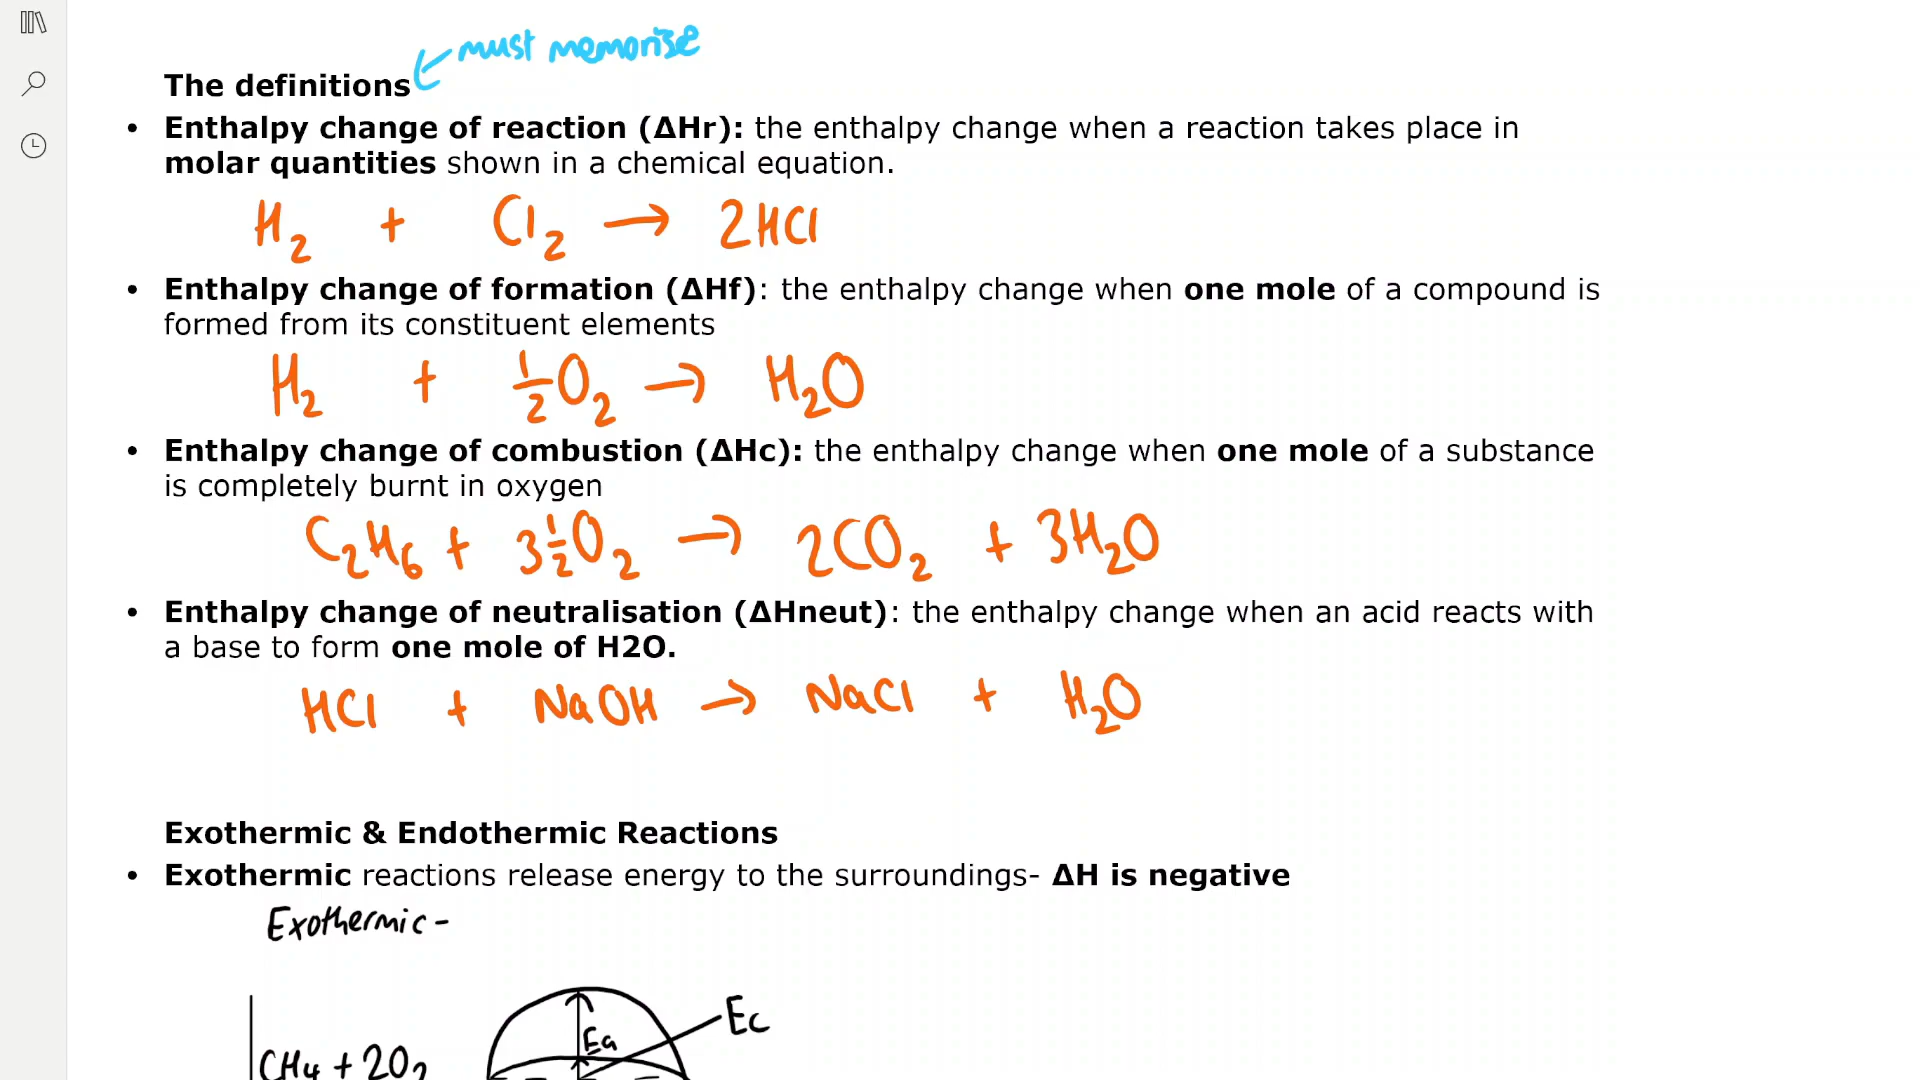 must memorise
The definitions
• Enthalpy change of reaction (ΔHr): the enthalpy change when a reaction takes place in
molar quantities shown in a chemical equation.
H₂ + Cl₂ → 2HCl
• Enthalpy change of formation (ΔHf): the enthalpy change when one mole of a compound is
formed from its constituent elements
H₂ + ½O₂ → H₂O
• Enthalpy change of combustion (ΔHc): the enthalpy change when one mole of a substance
is completely burnt in oxygen
C₂H₆ + 3½O₂ → 2CO₂ + 3H₂O
• Enthalpy change of neutralisation (ΔHneut): the enthalpy change when an acid reacts with
a base to form one mole of H2O.
HCl + NaOH → NaCl + H₂O
Exothermic & Endothermic Reactions
• Exothermic reactions release energy to the surroundings- ΔH is negative
Exothermic -
Ec
Ea
CH₄ + 2O₂